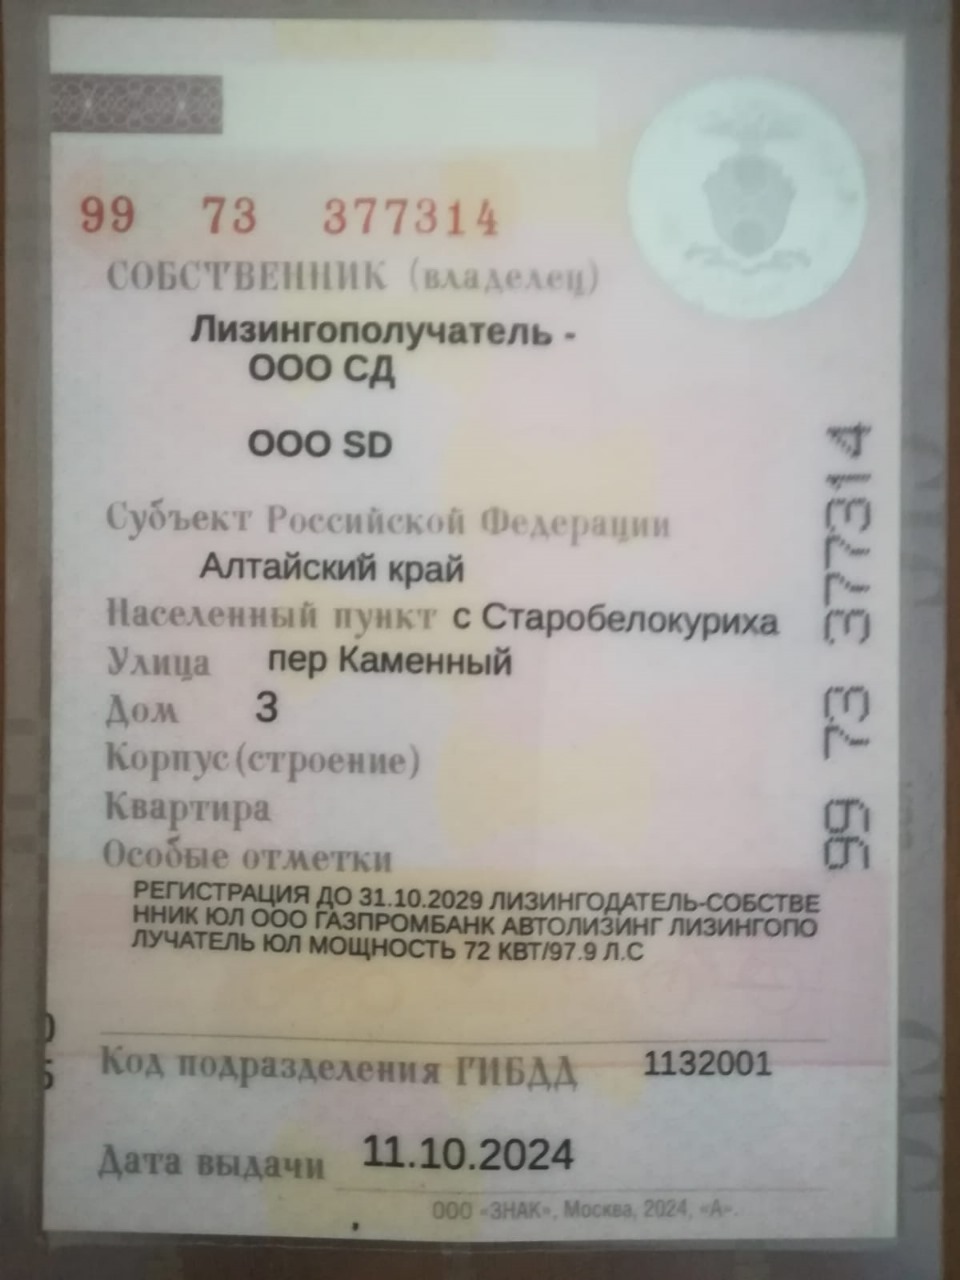 99 73 377314
СОБСТВЕННИК (владелец)
Лизингополучатель -
ООО СД
ООО SD
Субъект Российской Федерации
Алтайский край
Населенный пункт с Старобелокуриха
Улица пер Каменный
Дом 3
Корпус (строение)
Квартира
Особые отметки
РЕГИСТРАЦИЯ ДО 31.10.2029 ЛИЗИНГОДАТЕЛЬ-СОБСТВЕ
ННИК ЮЛ ООО ГАЗПРОМБАНК АВТОЛИЗИНГ ЛИЗИНГОПО
ЛУЧАТЕЛЬ ЮЛ МОЩНОСТЬ 72 КВТ/97.9 Л.С
Код подразделения ГИБДД 1132001
Дата выдачи 11.10.2024
ООО «ЗНАК», Москва, 2024, «А».
99 73 377314